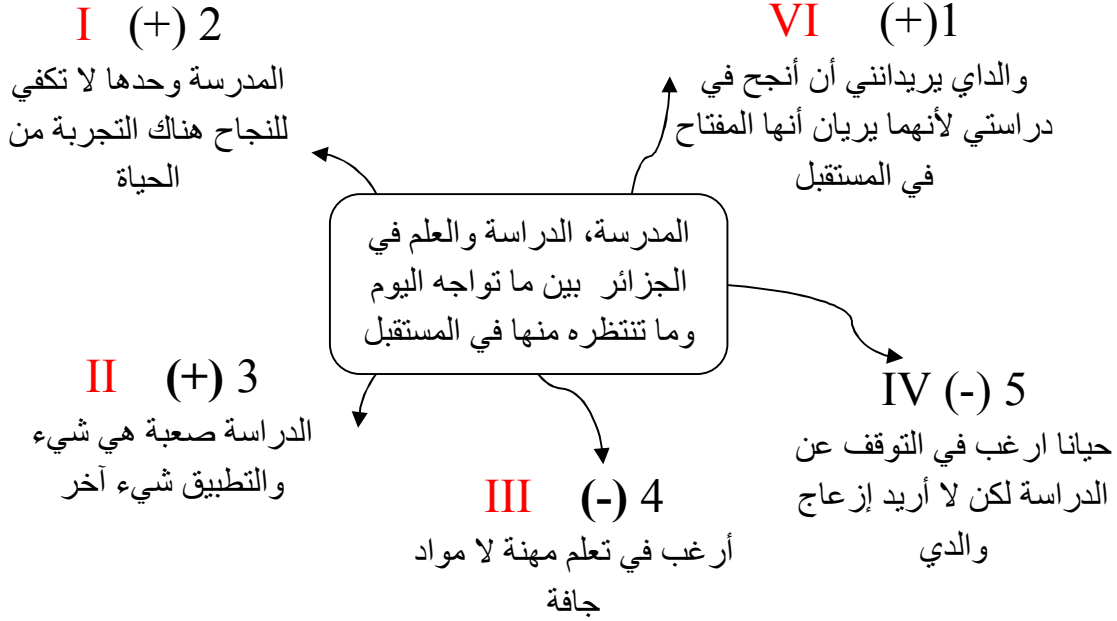 VI (+)1
والداي يريدانني أن أنجح في
دراستي لأنهما يريان أنها المفتاح
في المستقبل
I (+) 2
المدرسة وحدها لا تكفي
للنجاح هناك التجربة من
الحياة
المدرسة، الدراسة والعلم في
الجزائر بين ما تواجه اليوم
وما تنتظره منها في المستقبل
II (+) 3
الدراسة صعبة هي شيء
والتطبيق شيء آخر
III (-) 4
أرغب في تعلم مهنة لا مواد
جافة
IV (-) 5
حيانا ارغب في التوقف عن
الدراسة لكن لا أريد إزعاج
والدي